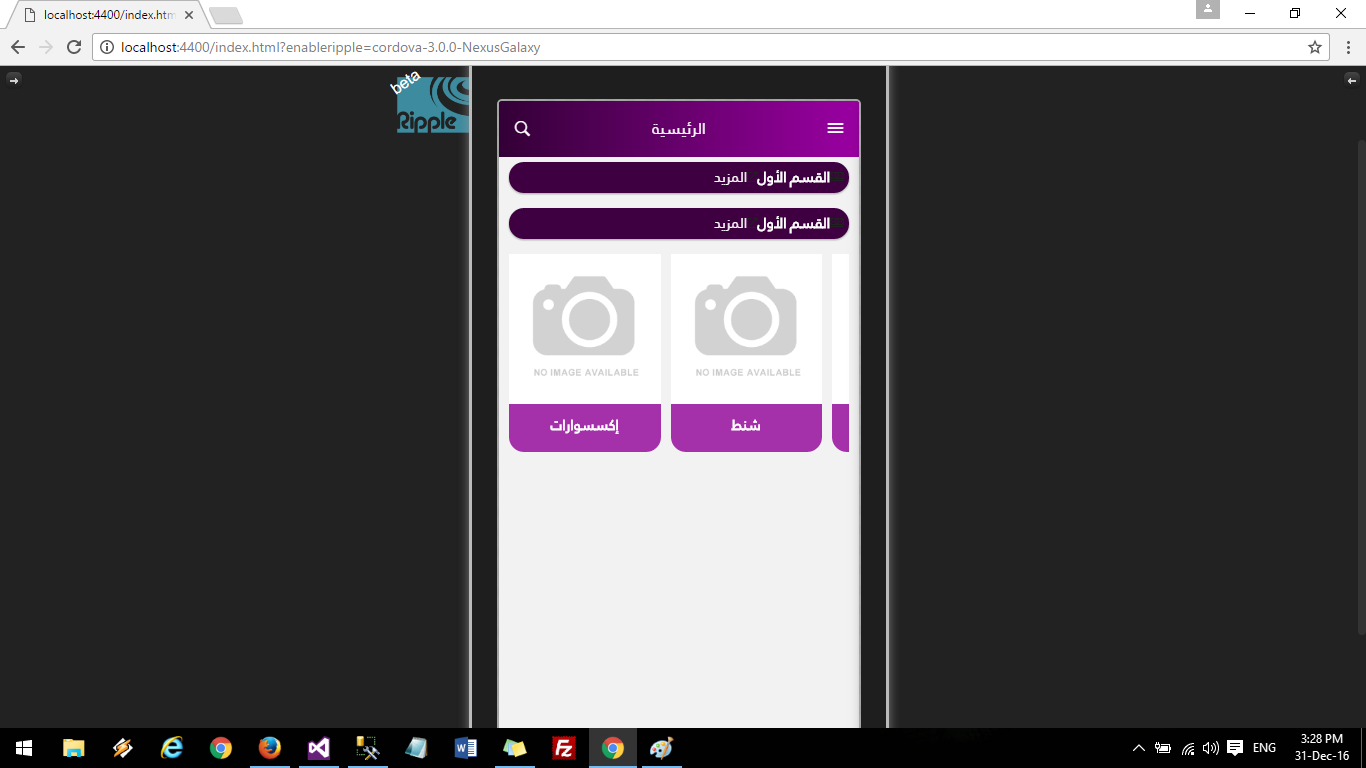 localhost:4400/index.htm
localhost:4400/index.html?enableripple=cordova-3.0.0-NexusGalaxy
beta
Ripple
الرئيسية
القسم الأول المزيد
القسم الأول المزيد
NO IMAGE AVAILABLE
NO IMAGE AVAILABLE
إكسسوارات
شنط
ENG
3:28 PM
31-Dec-16